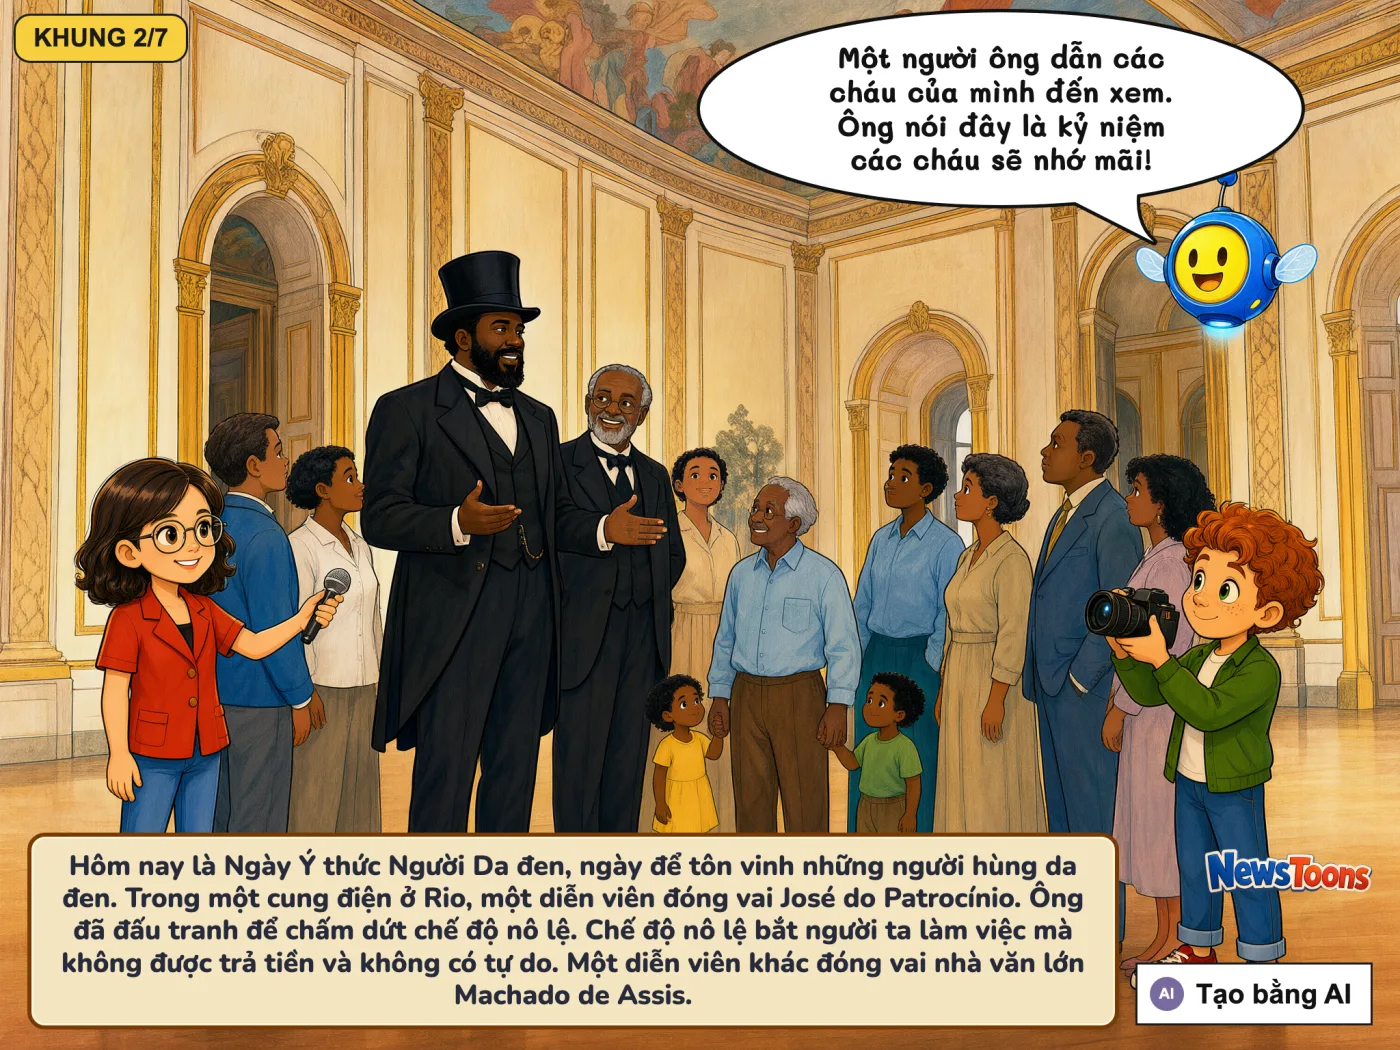 KHUNG 2/7
Một người ông dẫn các
cháu của mình đến xem.
Ông nói đây là kỷ niệm
các cháu sẽ nhớ mãi!
Hôm nay là Ngày Ý thức Người Da đen, ngày để tôn vinh những người hùng da
đen. Trong một cung điện ở Rio, một diễn viên đóng vai José do Patrocínio. Ông
đã đấu tranh để chấm dứt chế độ nô lệ. Chế độ nô lệ bắt người ta làm việc mà
không được trả tiền và không có tự do. Một diễn viên khác đóng vai nhà văn lớn
Machado de Assis.
NewsToons
AI Tạo bằng AI